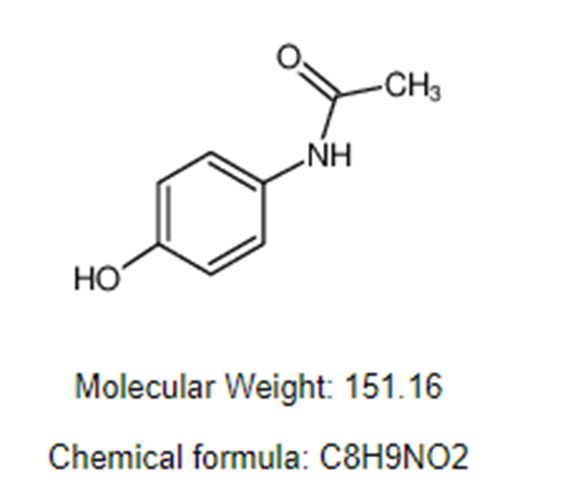 O
CH3
NH
HO
Molecular Weight: 151.16
Chemical formula: C8H9NO2